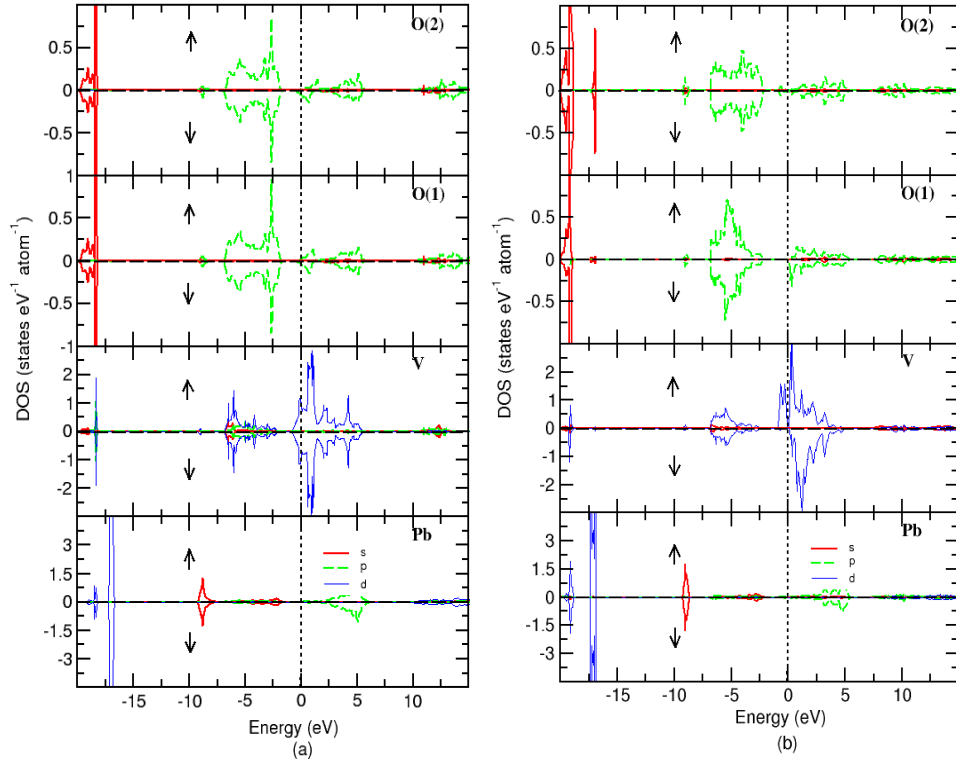 O(2)
0.5
0
-0.5
1
O(1)
0.5
0
-0.5
-1
V
2
1
0
1
-2
Pb
3
1.5
0
-1.5
-3
s
p
d
DOS (states eV⁻¹ atom⁻¹)
-15 -10 -5 0 5 10
Energy (eV)
(a)
O(2)
0.5
0
-0.5
O(1)
0.5
0
-0.5
V
2
1
0
-1
-2
Pb
3
1.5
0
-1.5
-3
s
p
d
DOS (states eV⁻¹ atom⁻¹)
-15 -10 -5 0 5 10
Energy (eV)
(b)